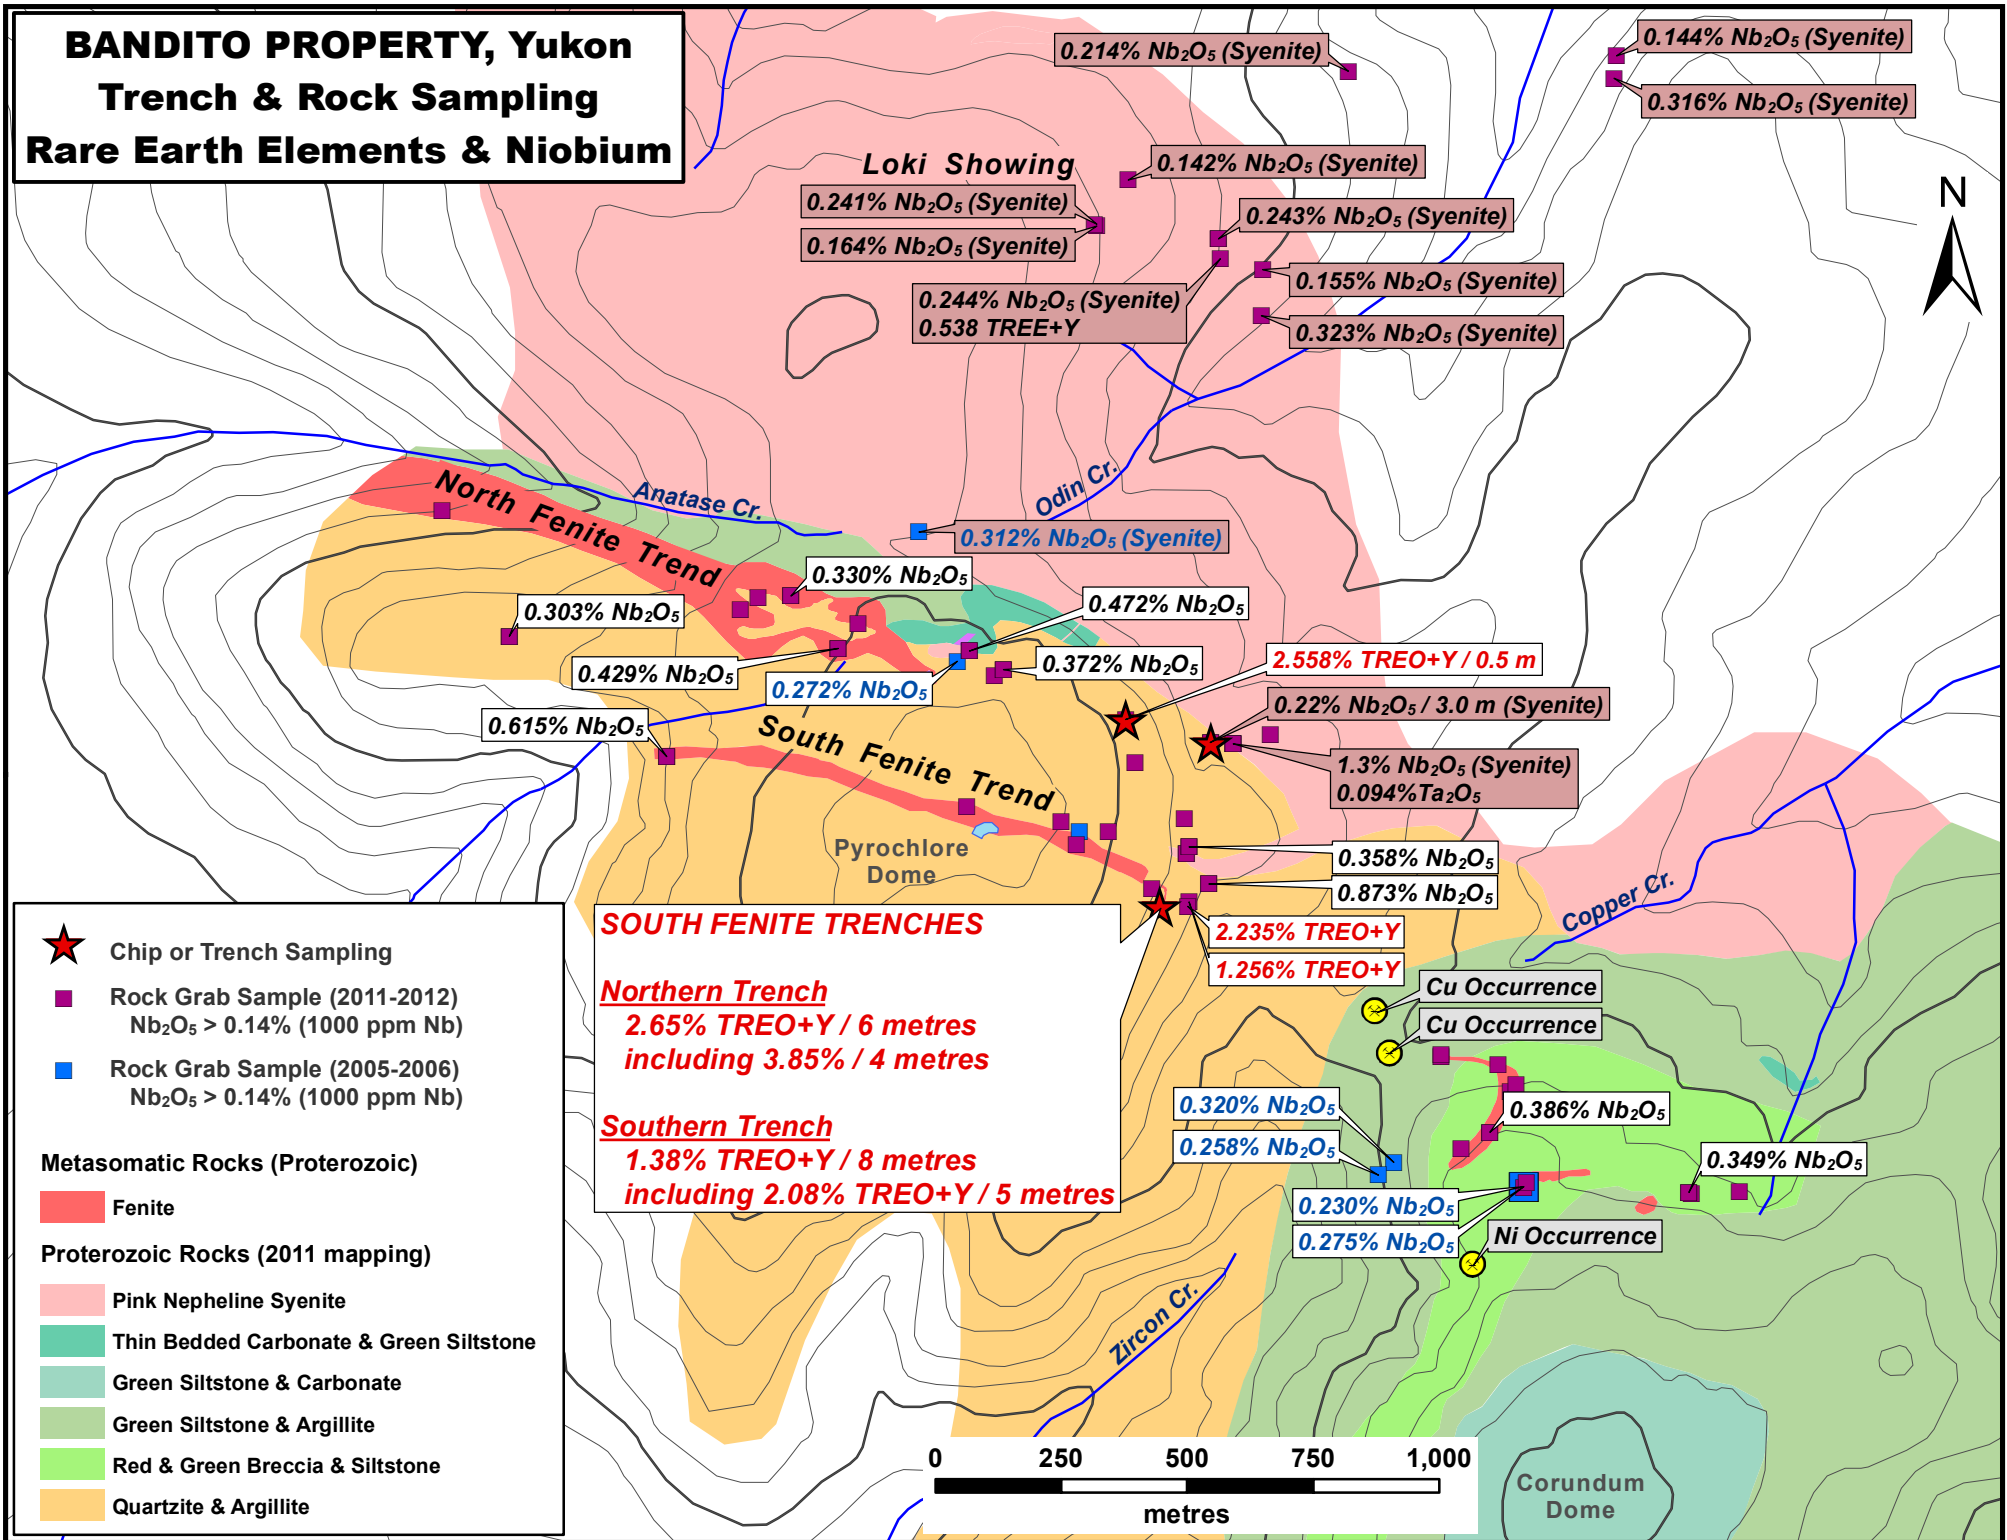 BANDITO PROPERTY, Yukon
Trench & Rock Sampling
Rare Earth Elements & Niobium
0.214% Nb₂O₅ (Syenite)
0.144% Nb₂O₅ (Syenite)
0.316% Nb₂O₅ (Syenite)
Loki Showing
0.142% Nb₂O₅ (Syenite)
0.241% Nb₂O₅ (Syenite)
0.164% Nb₂O₅ (Syenite)
0.243% Nb₂O₅ (Syenite)
N
0.155% Nb₂O₅ (Syenite)
0.244% Nb₂O₅ (Syenite)
0.538 TREE+Y
0.323% Nb₂O₅ (Syenite)
North Fenite Trend
Anatase Cr.
Odin Cr.
0.312% Nb₂O₅ (Syenite)
0.330% Nb₂O₅
0.303% Nb₂O₅
0.472% Nb₂O₅
0.429% Nb₂O₅
0.272% Nb₂O₅
0.372% Nb₂O₅
2.558% TREO+Y / 0.5 m
0.22% Nb₂O₅ / 3.0 m (Syenite)
0.615% Nb₂O₅
South Fenite Trend
1.3% Nb₂O₅ (Syenite)
0.094%Ta₂O₅
Pyrochlore
Dome
0.358% Nb₂O₅
0.873% Nb₂O₅
Copper Cr.
2.235% TREO+Y
1.256% TREO+Y
SOUTH FENITE TRENCHES
Northern Trench
2.65% TREO+Y / 6 metres
including 3.85% / 4 metres
Southern Trench
1.38% TREO+Y / 8 metres
including 2.08% TREO+Y / 5 metres
Cu Occurrence
Cu Occurrence
0.320% Nb₂O₅
0.258% Nb₂O₅
0.386% Nb₂O₅
0.349% Nb₂O₅
0.230% Nb₂O₅
0.275% Nb₂O₅
Ni Occurrence
Zircon Cr.
Corundum
Dome
Chip or Trench Sampling
Rock Grab Sample (2011-2012)
Nb₂O₅ > 0.14% (1000 ppm Nb)
Rock Grab Sample (2005-2006)
Nb₂O₅ > 0.14% (1000 ppm Nb)
Metasomatic Rocks (Proterozoic)
Fenite
Proterozoic Rocks (2011 mapping)
Pink Nepheline Syenite
Thin Bedded Carbonate & Green Siltstone
Green Siltstone & Carbonate
Green Siltstone & Argillite
Red & Green Breccia & Siltstone
Quartzite & Argillite
0 250 500 750 1,000
metres